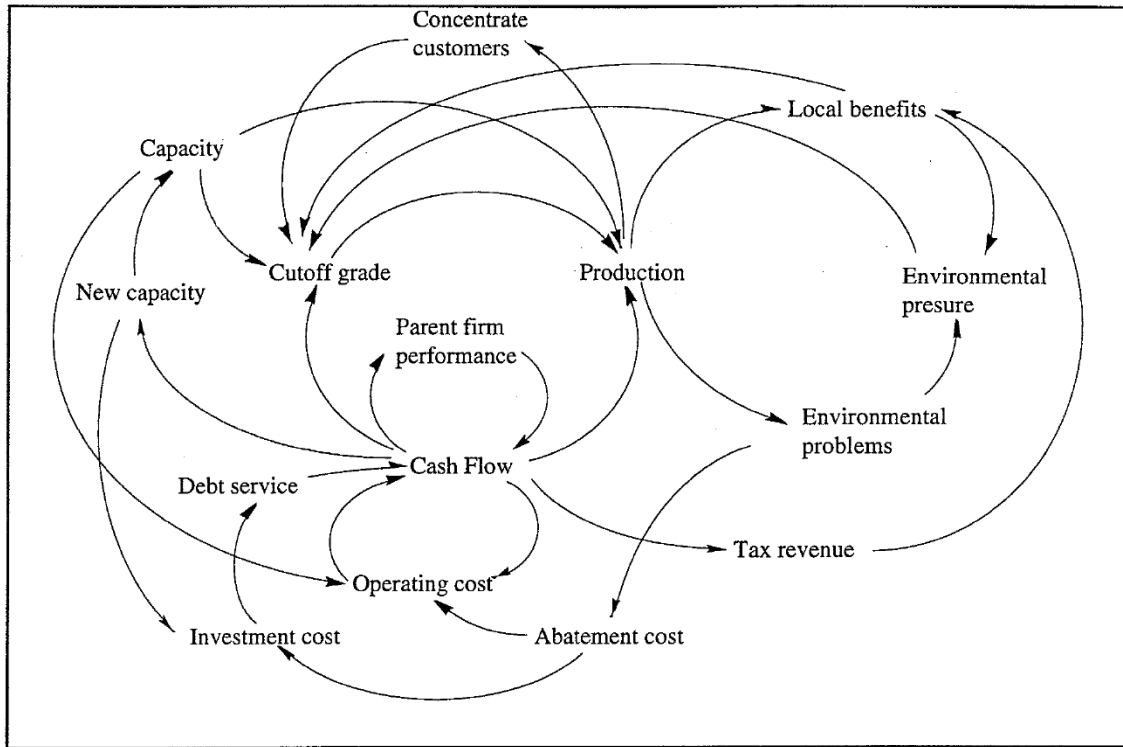 Concentrate
customers
Local benefits
Capacity
Cutoff grade
Production
Environmental
presure
New capacity
Parent firm
performance
Environmental
problems
Cash Flow
Debt service
Tax revenue
Operating cost
Investment cost
Abatement cost